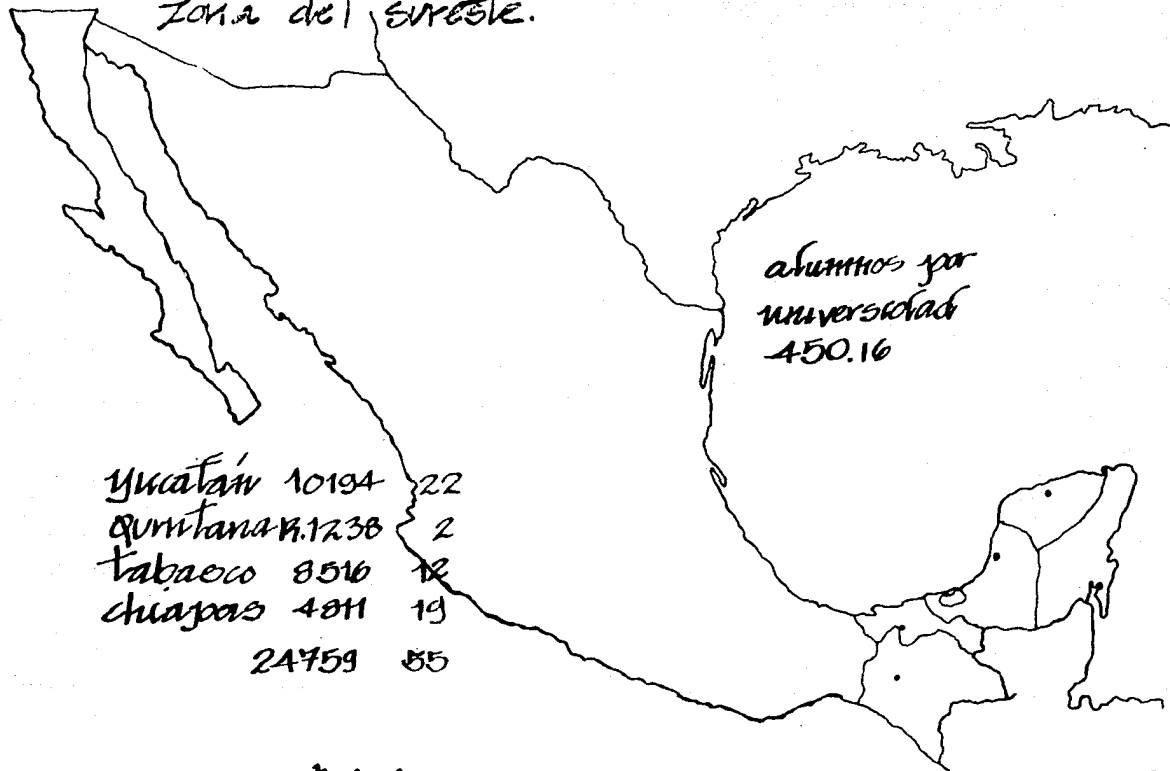 zona del sureste.
alumnos por
universidad
450.16
Yucatán 10194 22
Quintana R. 1238 2
tabasco 8516 12
chiapas 4811 19
24759 55